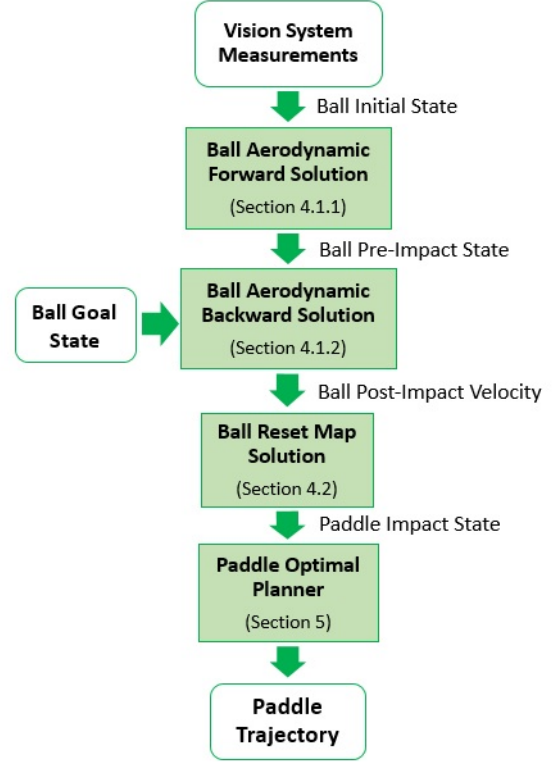 Vision System
Measurements
Ball Initial State
Ball Aerodynamic
Forward Solution
(Section 4.1.1)
Ball Pre-Impact State
Ball Goal
State
Ball Aerodynamic
Backward Solution
(Section 4.1.2)
Ball Post-Impact Velocity
Ball Reset Map
Solution
(Section 4.2)
Paddle Impact State
Paddle Optimal
Planner
(Section 5)
Paddle
Trajectory